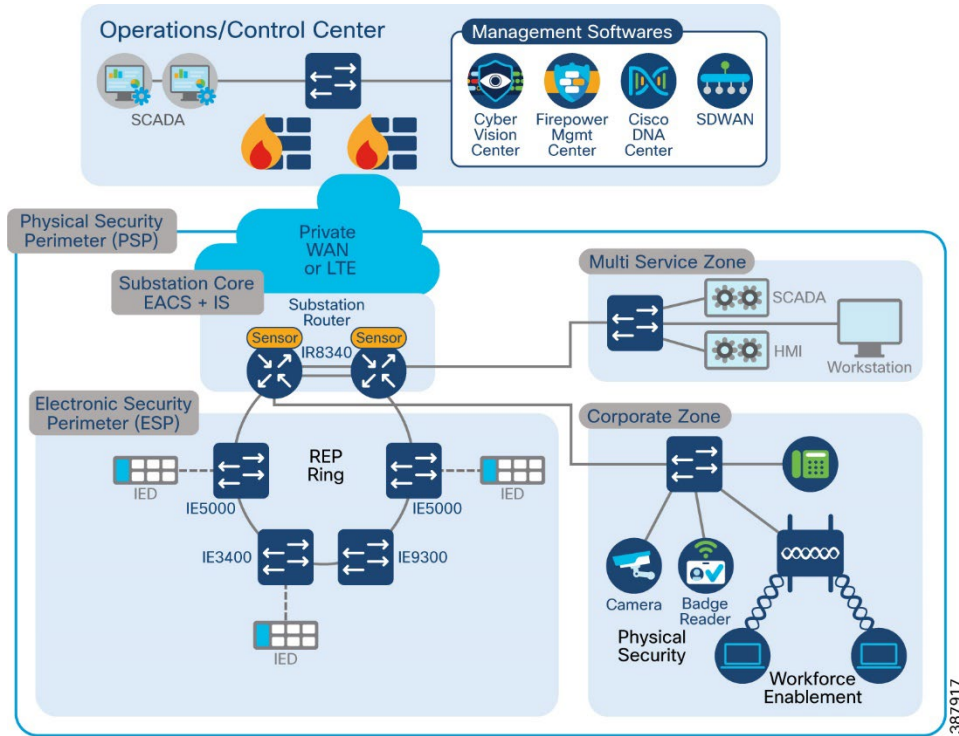 Operations/Control Center
Management Softwares
SCADA
Cyber
Vision
Center
Firepower
Mgmt
Center
Cisco
DNA
Center
SDWAN
Physical Security
Perimeter (PSP)
Private
WAN
or LTE
Substation Core
EACS + IS
Substation
Router
Sensor
Sensor
IR8340
Multi Service Zone
SCADA
HMI
Workstation
Electronic Security
Perimeter (ESP)
REP
Ring
IED
IE5000
IE5000
IED
IE3400
IE9300
IED
Corporate Zone
Camera
Badge
Reader
Physical
Security
Workforce
Enablement
387917